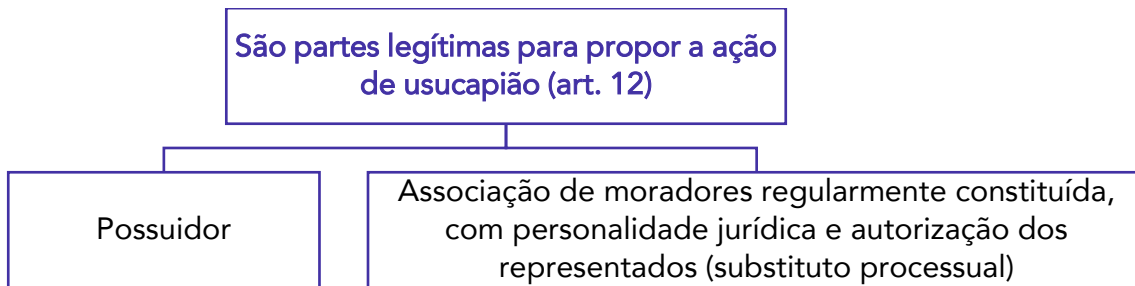 São partes legítimas para propor a ação
de usucapião (art. 12)
Possuidor
Associação de moradores regularmente constituída,
com personalidade jurídica e autorização dos
representados (substituto processual)